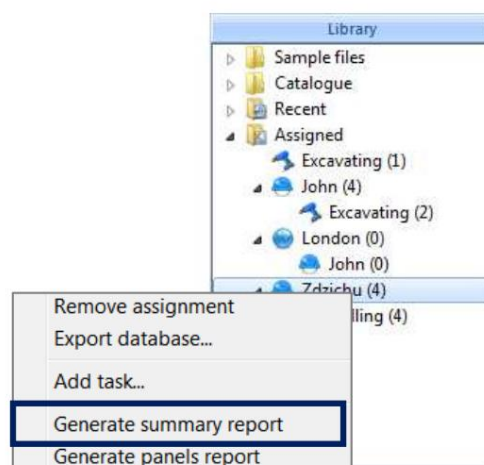 Library
Sample files
Catalogue
Recent
Assigned
Excavating (1)
John (4)
Excavating (2)
London (0)
John (0)
Zdzichu (4)
lling (4)
Remove assignment
Export database...
Add task...
Generate summary report
Generate panels report